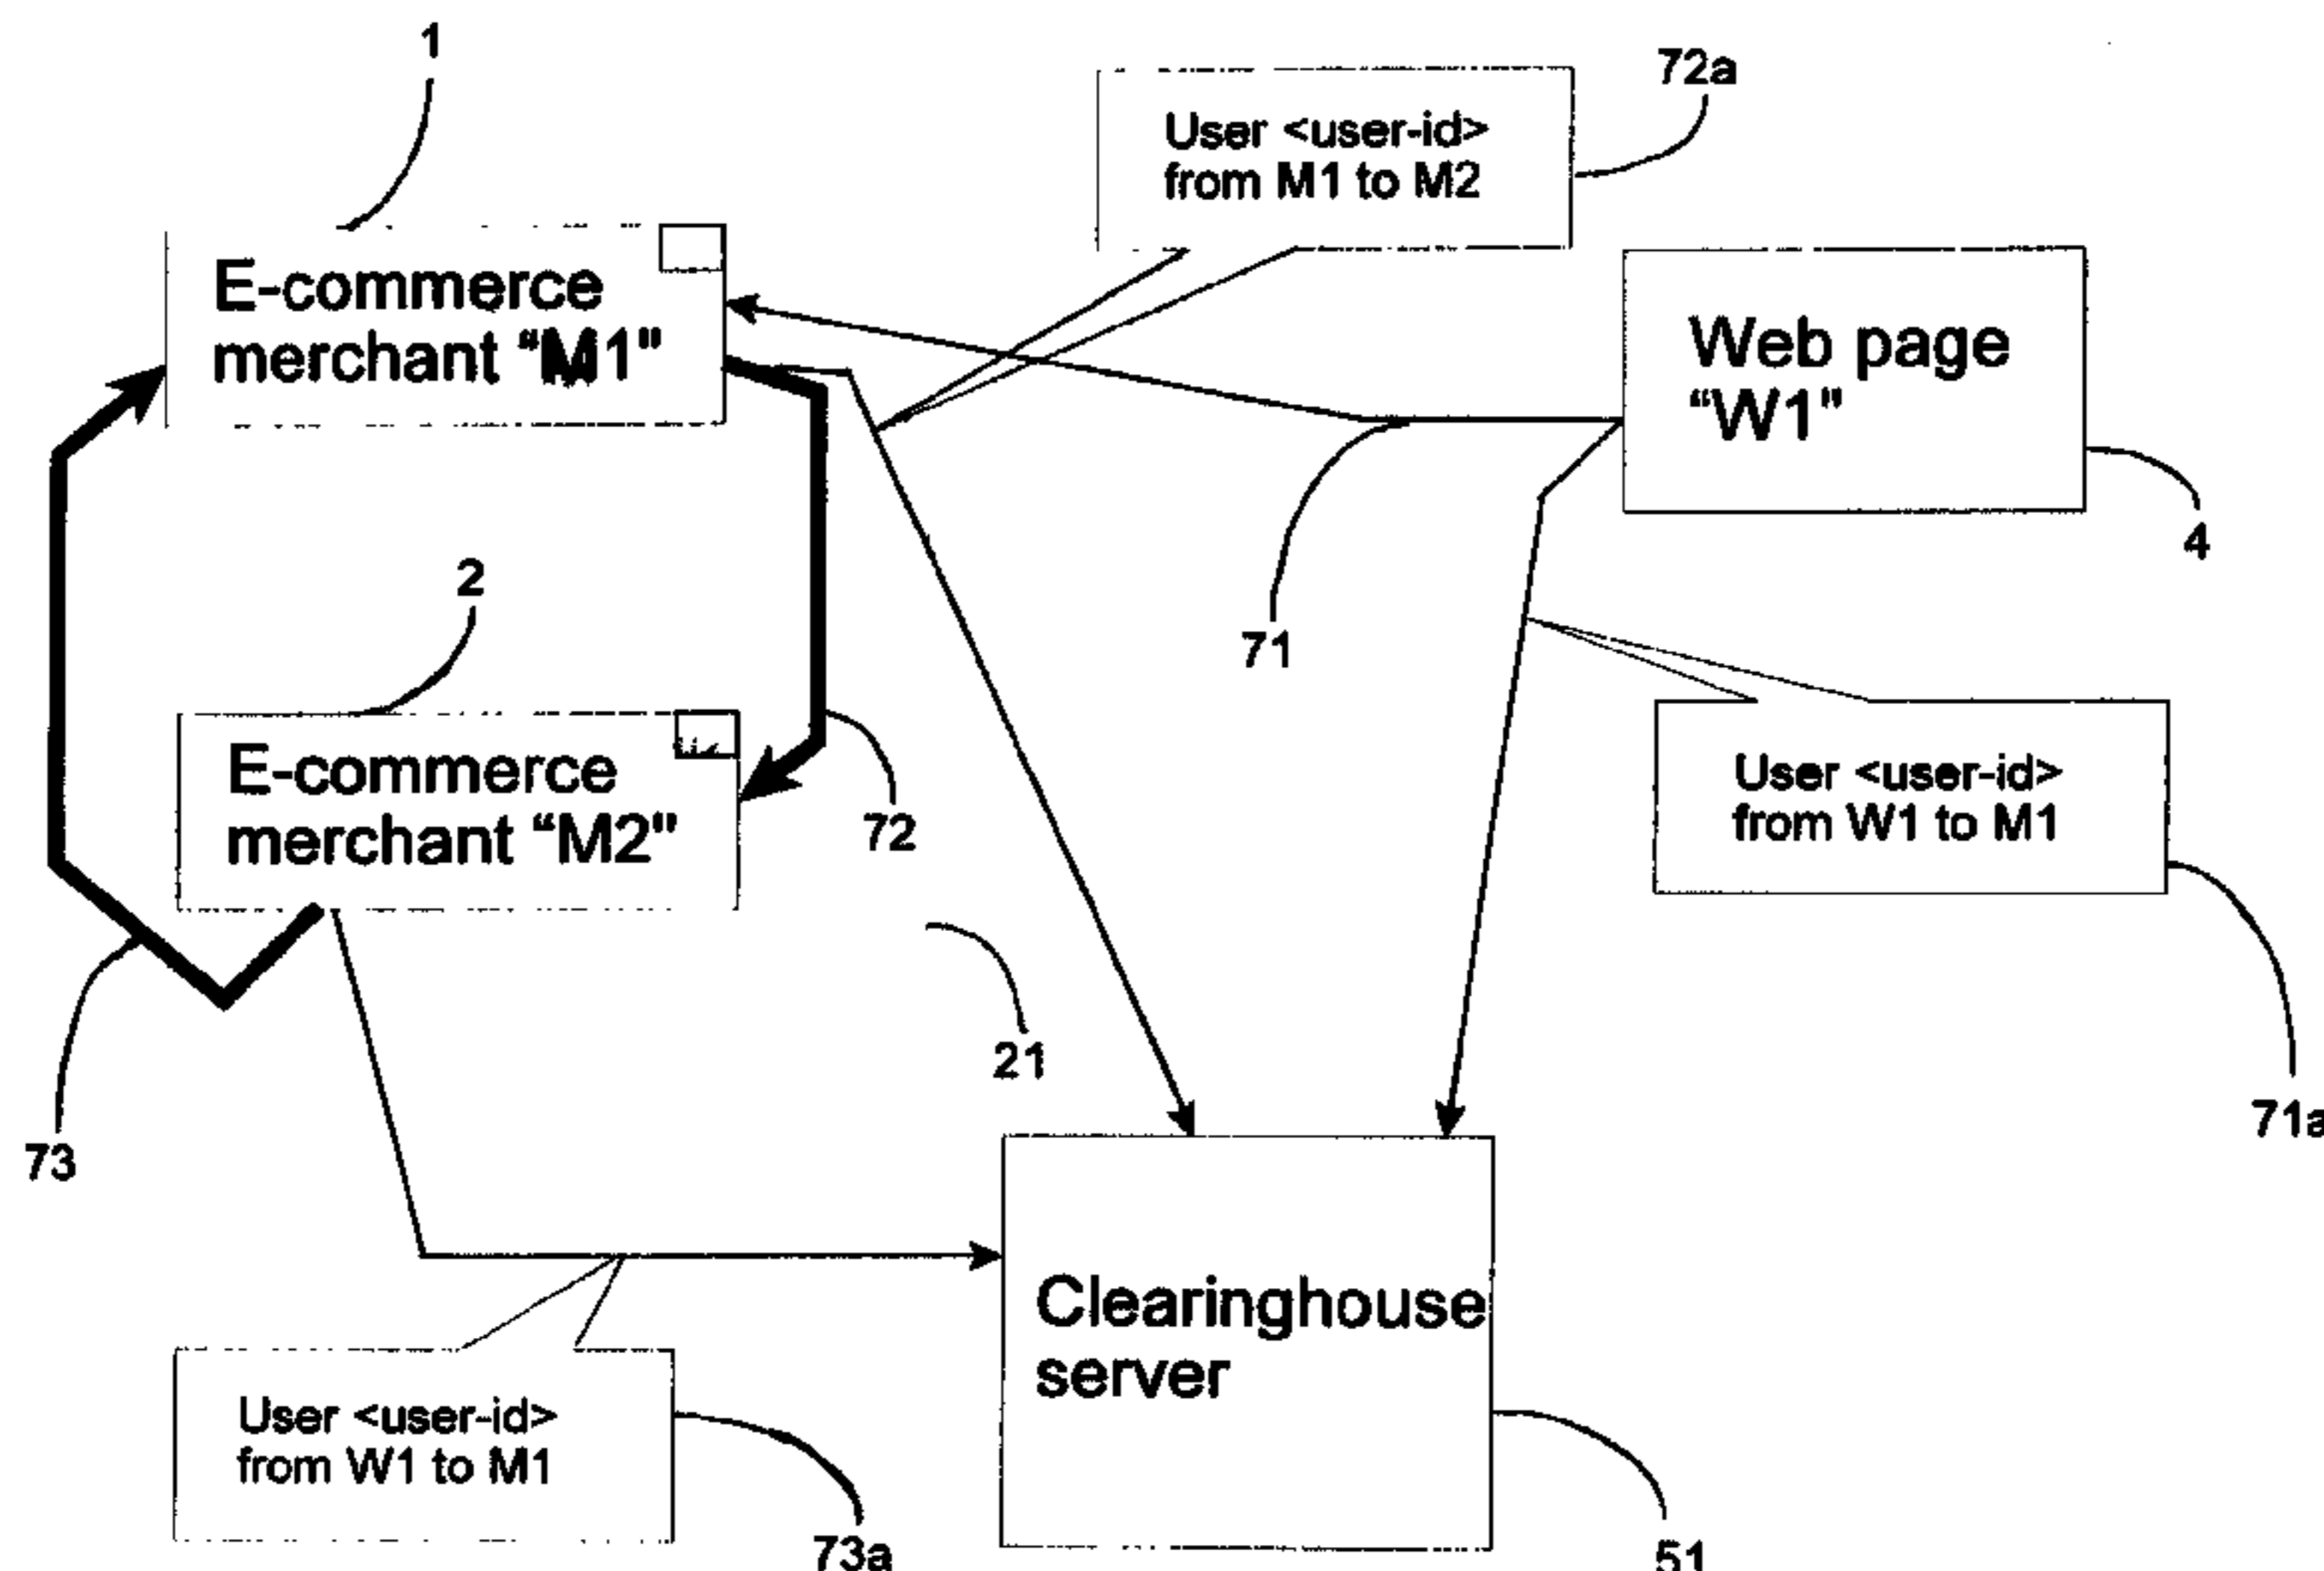 1
72a
User <user-id>
from M1 to M2
E-commerce
merchant “M1"
Web page
“W1"
4
2
71
E-commerce
merchant “M2"
72
User <user-id>
from W1 to M1
21
73
71a
Clearinghouse
server
User <user-id>
from W1 to M1
73a
51